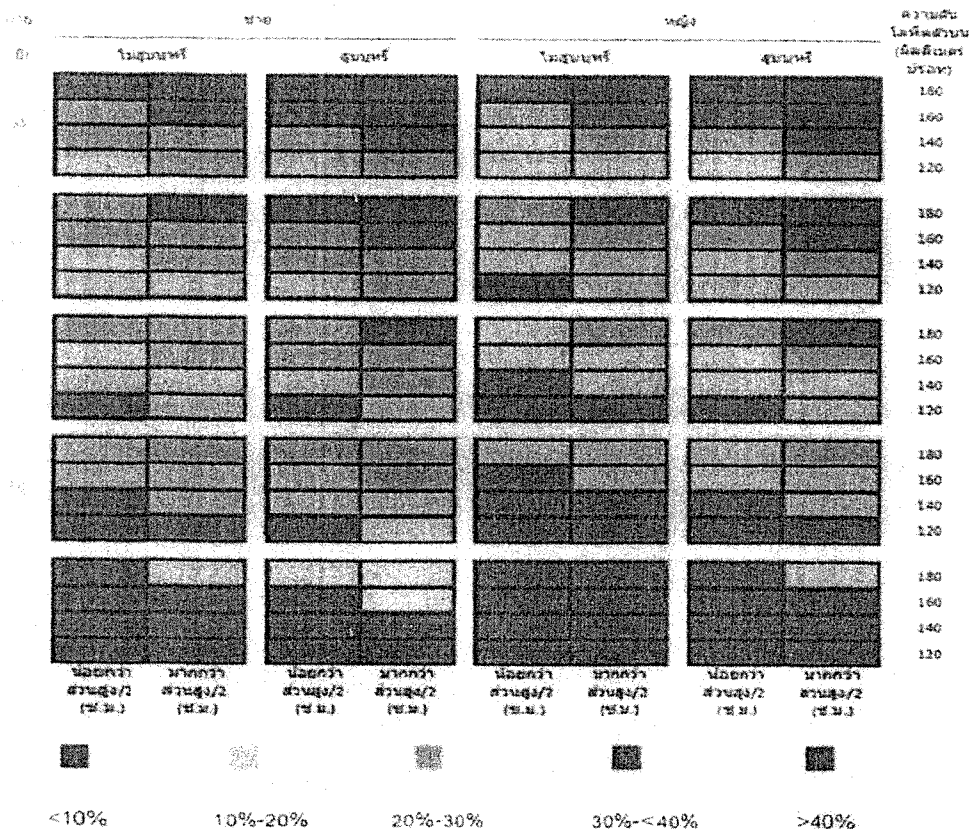 ชาย หญิง ความดัน
โลหิตตัวบน
(มิลลิเมตร
ปรอท)
ไม่สูบบุหรี่ สูบบุหรี่ ไม่สูบบุหรี่ สูบบุหรี่
180
160
140
120
180
160
140
120
180
160
140
120
180
160
140
120
180
160
140
120
น้อยกว่า มากกว่า น้อยกว่า มากกว่า น้อยกว่า มากกว่า น้อยกว่า มากกว่า
ส่วนสูง/2 ส่วนสูง/2 ส่วนสูง/2 ส่วนสูง/2 ส่วนสูง/2 ส่วนสูง/2 ส่วนสูง/2 ส่วนสูง/2
(ซ.ม.) (ซ.ม.) (ซ.ม.) (ซ.ม.) (ซ.ม.) (ซ.ม.) (ซ.ม.) (ซ.ม.)
<10% 10%-20% 20%-30% 30%-<40% >40%